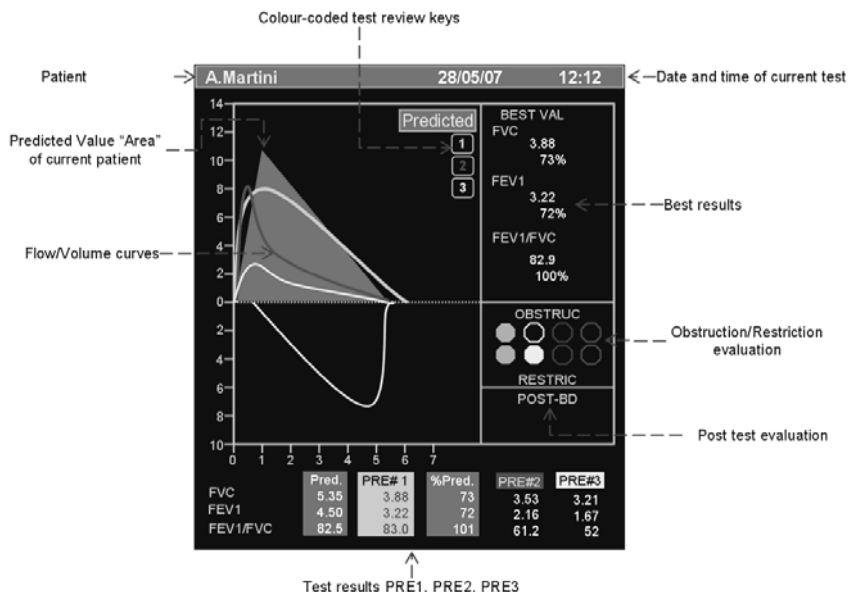 Colour-coded test review keys
Patient
A.Martini 28/05/07 12:12
Date and time of current test
14
12
10
8
6
4
2
0
2
4
6
8
10
0 1 2 3 4 5 6 7
Predicted Value “Area”
of current patient
Flow/Volume curves
Predicted
1
2
3
BEST VAL
FVC
3.88
73%
FEV1
3.22
72%
FEV1/FVC
82.9
100%
Best results
OBSTRUC
RESTRIC
Obstruction/Restriction
evaluation
POST-BD
Post test evaluation
Pred. PRE# 1 %Pred. PRE#2 PRE#3
FVC 5.35 3.88 73 3.53 3.21
FEV1 4.50 3.22 72 2.16 1.67
FEV1/FVC 82.5 83.0 101 61.2 52
Test results PRE1, PRE2, PRE3